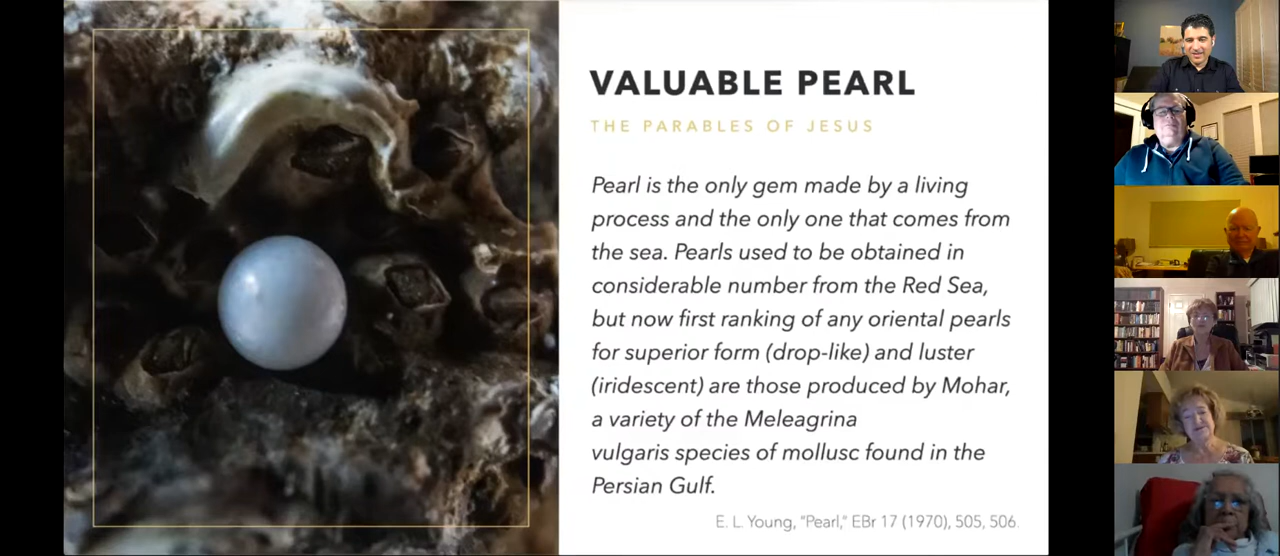 VALUABLE PEARL
THE PARABLES OF JESUS
Pearl is the only gem made by a living
process and the only one that comes from
the sea. Pearls used to be obtained in
considerable number from the Red Sea,
but now first ranking of any oriental pearls
for superior form (drop-like) and luster
(iridescent) are those produced by Mohar,
a variety of the Meleagrina
vulgaris species of mollusc found in the
Persian Gulf.
E. L. Young, "Pearl," EBr 17 (1970), 505, 506.